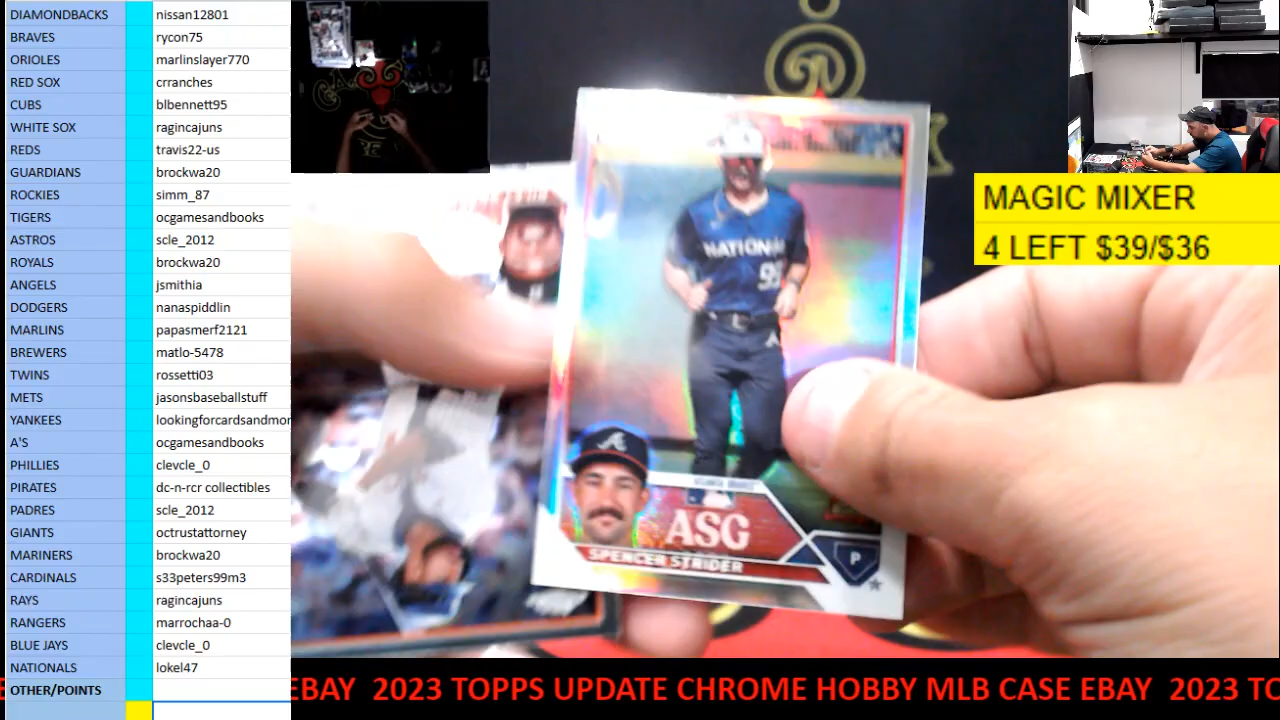 DIAMONDBACKS nissan12801
BRAVES rycon75
ORIOLES marlinslayer770
RED SOX crranches
CUBS blbennett95
WHITE SOX ragincajuns
REDS travis22-us
GUARDIANS brockwa20
ROCKIES simm_87
TIGERS ocgamesandbooks
ASTROS scle_2012
ROYALS brockwa20
ANGELS jsmithia
DODGERS nanaspiddlin
MARLINS papasmerf2121
BREWERS matlo-5478
TWINS rossetti03
METS jasonsbaseballstuff
YANKEES lookingforcardsandmor
A'S ocgamesandbooks
PHILLIES clevcle_0
PIRATES dc-n-rcr collectibles
PADRES scle_2012
GIANTS octrustattorney
MARINERS brockwa20
CARDINALS s33peters99m3
RAYS ragincajuns
RANGERS marrochaa-0
BLUE JAYS clevcle_0
NATIONALS lokel47
OTHER/POINTS
MAGIC MIXER
4 LEFT $39/$36
NATIONAL
99
ASG
SPENCER STRIDER
P
EBAY 2023 TOPPS UPDATE CHROME HOBBY MLB CASE EBAY 2023 TO